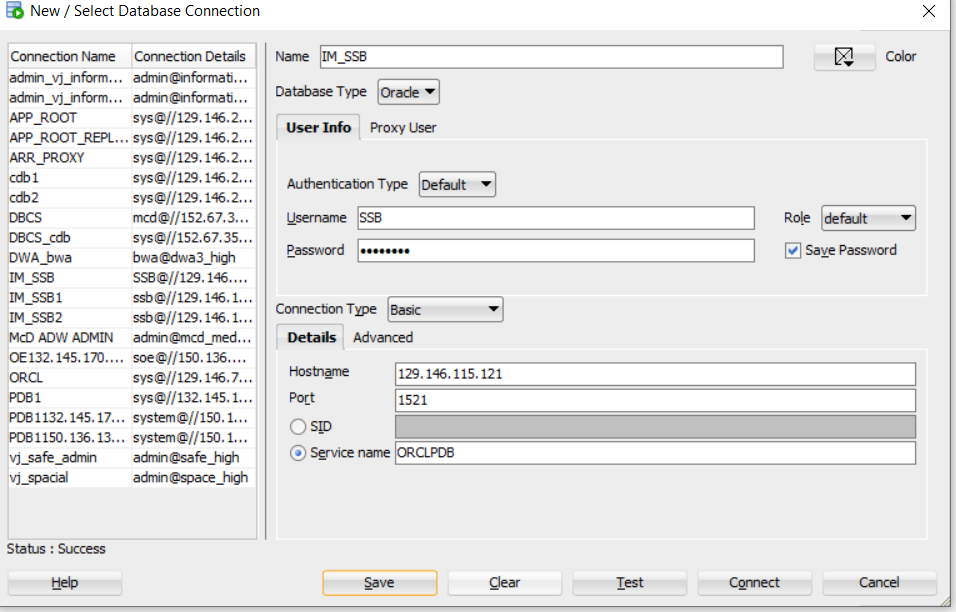 New / Select Database Connection
Connection Name Connection Details
admin_vj_inform... admin@informati...
admin_vj_inform... admin@informati...
APP_ROOT sys@//129.146.2...
APP_ROOT_REPL... sys@//129.146.2...
ARR_PROXY sys@//129.146.2...
cdb1 sys@//129.146.2...
cdb2 sys@//129.146.2...
DBCS mcd@//152.67.3...
DBCS_cdb sys@//152.67.35...
DWA_bwa bwa@dwa3_high
IM_SSB SSB@//129.146....
IM_SSB1 ssb@//129.146.1...
IM_SSB2 ssb@//129.146.1...
McD ADW ADMIN admin@mcd_med...
OE132.145.170.... soe@//150.136....
ORCL sys@//129.146.7...
PDB1 sys@//132.145.1...
PDB1132.145.17... system@//150.1...
PDB1150.136.13... system@//150.1...
vj_safe_admin admin@safe_high
vj_spacial admin@space_high
Name IM_SSB Color
Database Type Oracle
User Info Proxy User
Authentication Type Default
Username SSB Role default
Password •••••••• Save Password
Connection Type Basic
Details Advanced
Hostname 129.146.115.121
Port 1521
SID
Service name ORCLPDB
Status : Success
Help Save Clear Test Connect Cancel